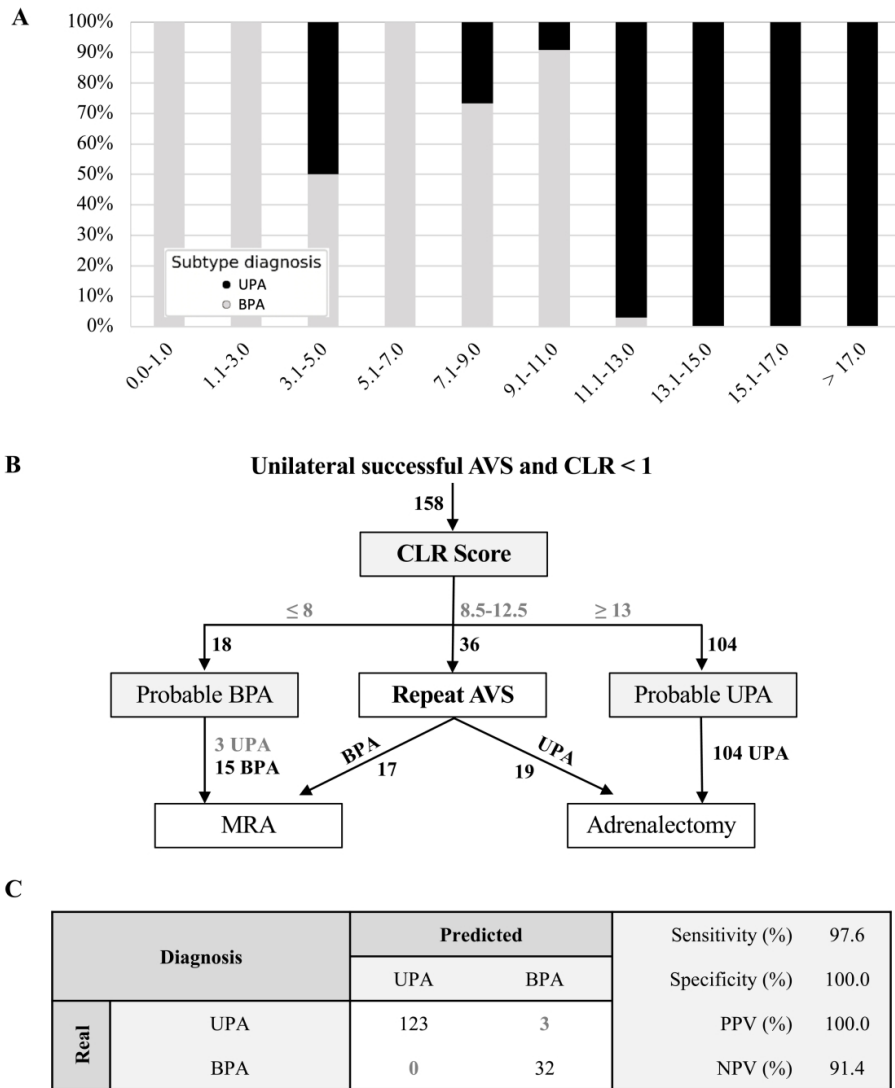 A
100%
90%
80%
70%
60%
50%
40%
30%
20%
10%
0%
Subtype diagnosis
UPA
BPA
0.0-1.0
1.1-3.0
3.1-5.0
5.1-7.0
7.1-9.0
9.1-11.0
11.1-13.0
13.1-15.0
15.1-17.0
> 17.0
B
Unilateral successful AVS and CLR < 1
158
CLR Score
≤ 8 8.5-12.5 ≥ 13
18 36 104
Probable BPA Repeat AVS Probable UPA
3 UPA
15 BPA
BPA
17
UPA
19
104 UPA
MRA Adrenalectomy
C
Diagnosis Predicted Sensitivity (%) 97.6
UPA BPA Specificity (%) 100.0
Real UPA 123 3 PPV (%) 100.0
BPA 0 32 NPV (%) 91.4